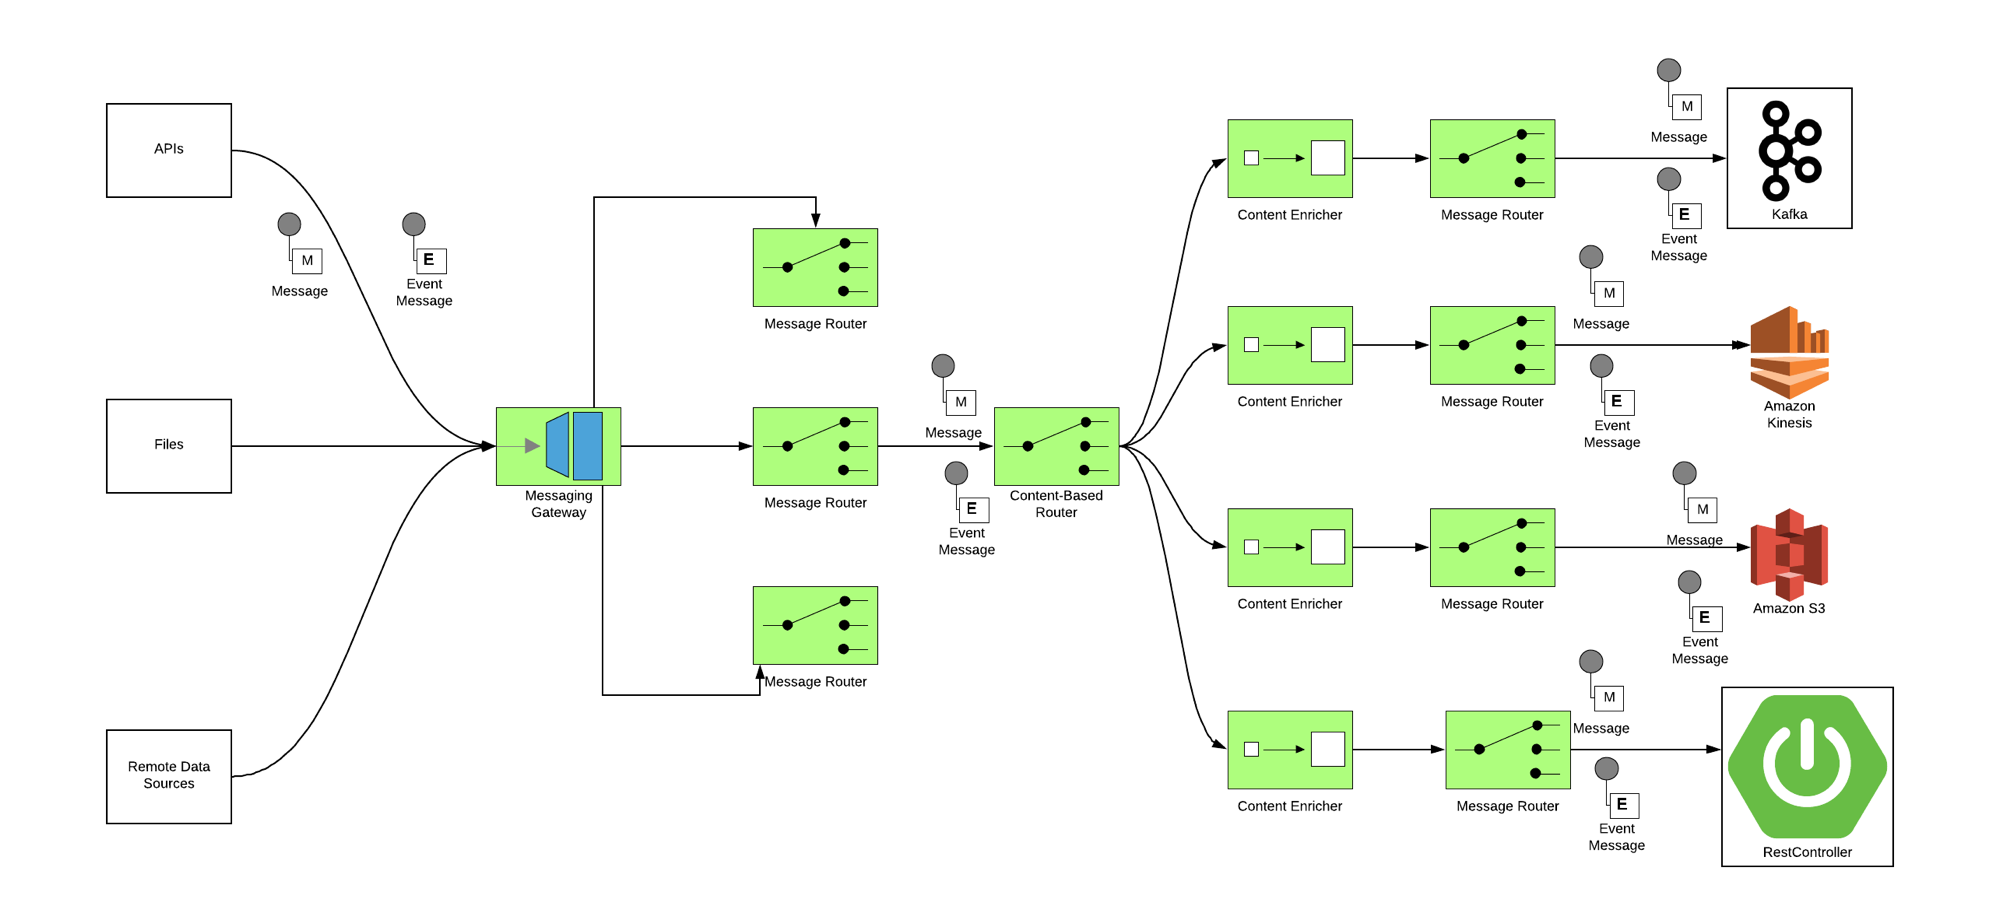 APIs
M
Message
E
Event
Message
Files
Remote Data
Sources
Messaging
Gateway
Message Router
Message Router
Message Router
M
Message
E
Event
Message
Content-Based
Router
Content Enricher
Message Router
M
Message
E
Event
Message
Kafka
Content Enricher
Message Router
M
Message
E
Event
Message
Amazon
Kinesis
Content Enricher
Message Router
M
Message
E
Event
Message
Amazon S3
Content Enricher
Message Router
M
Message
E
Event
Message
RestController